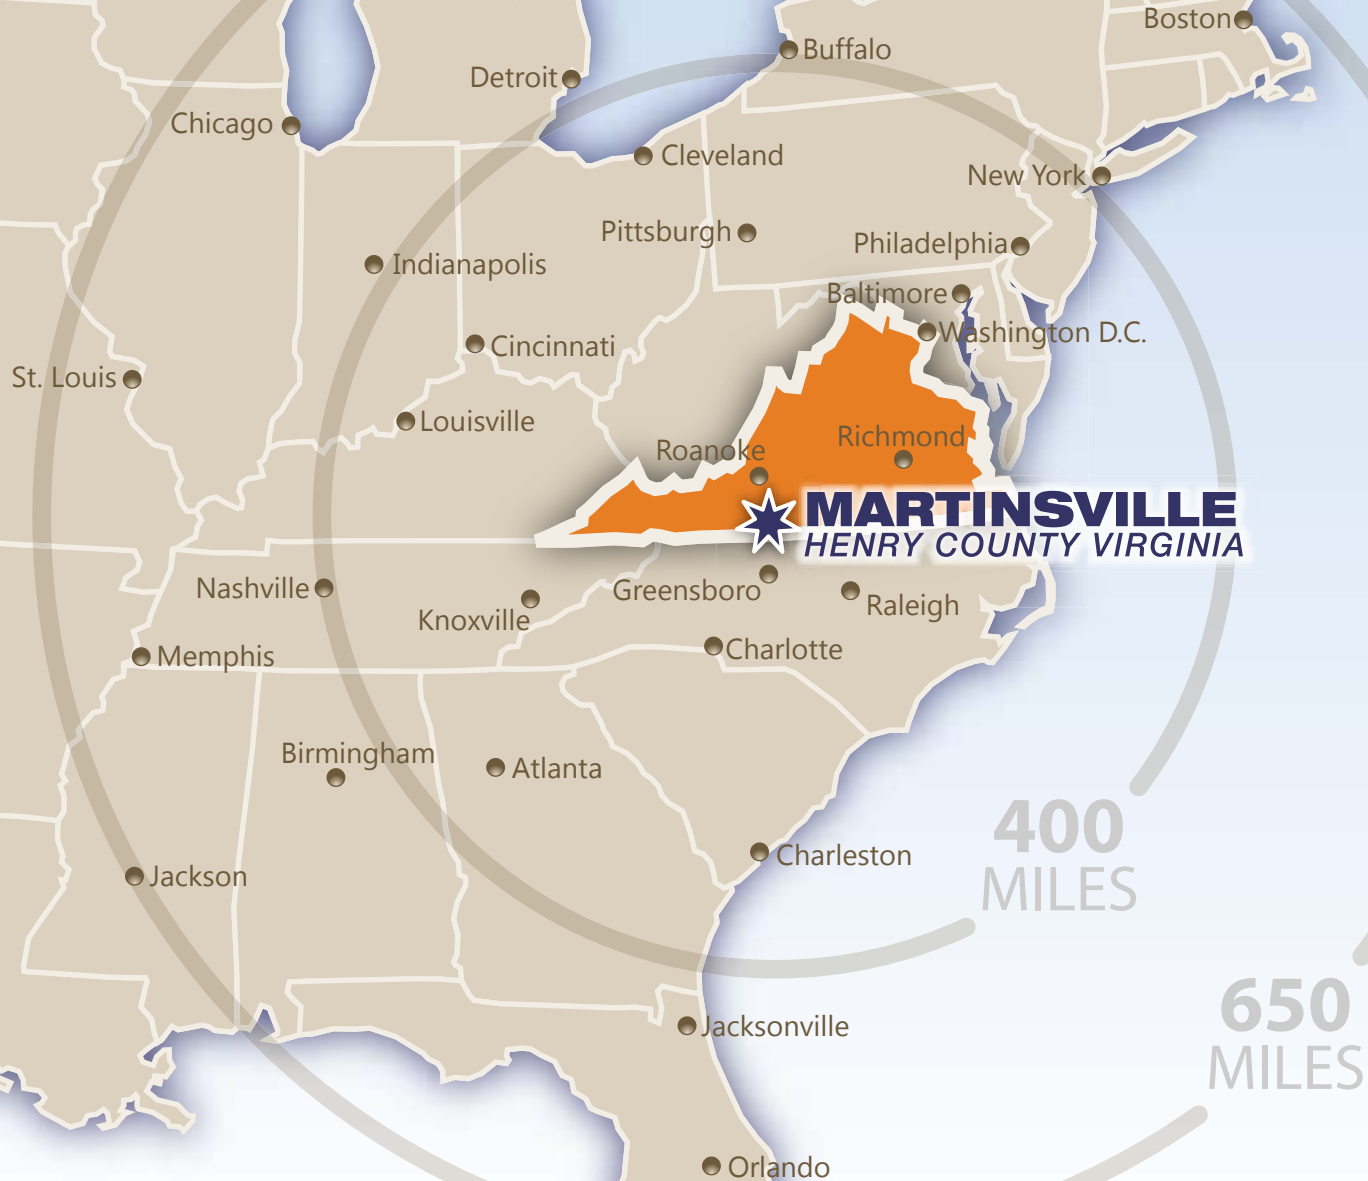 Boston
Buffalo
Detroit
Chicago
Cleveland
New York
Pittsburgh
Philadelphia
Indianapolis
Baltimore
Washington D.C.
Cincinnati
St. Louis
Louisville
Richmond
Roanoke
MARTINSVILLE
HENRY COUNTY VIRGINIA
Nashville
Greensboro
Raleigh
Knoxville
Charlotte
Memphis
Birmingham
Atlanta
400
MILES
Charleston
Jackson
650
MILES
Jacksonville
Orlando